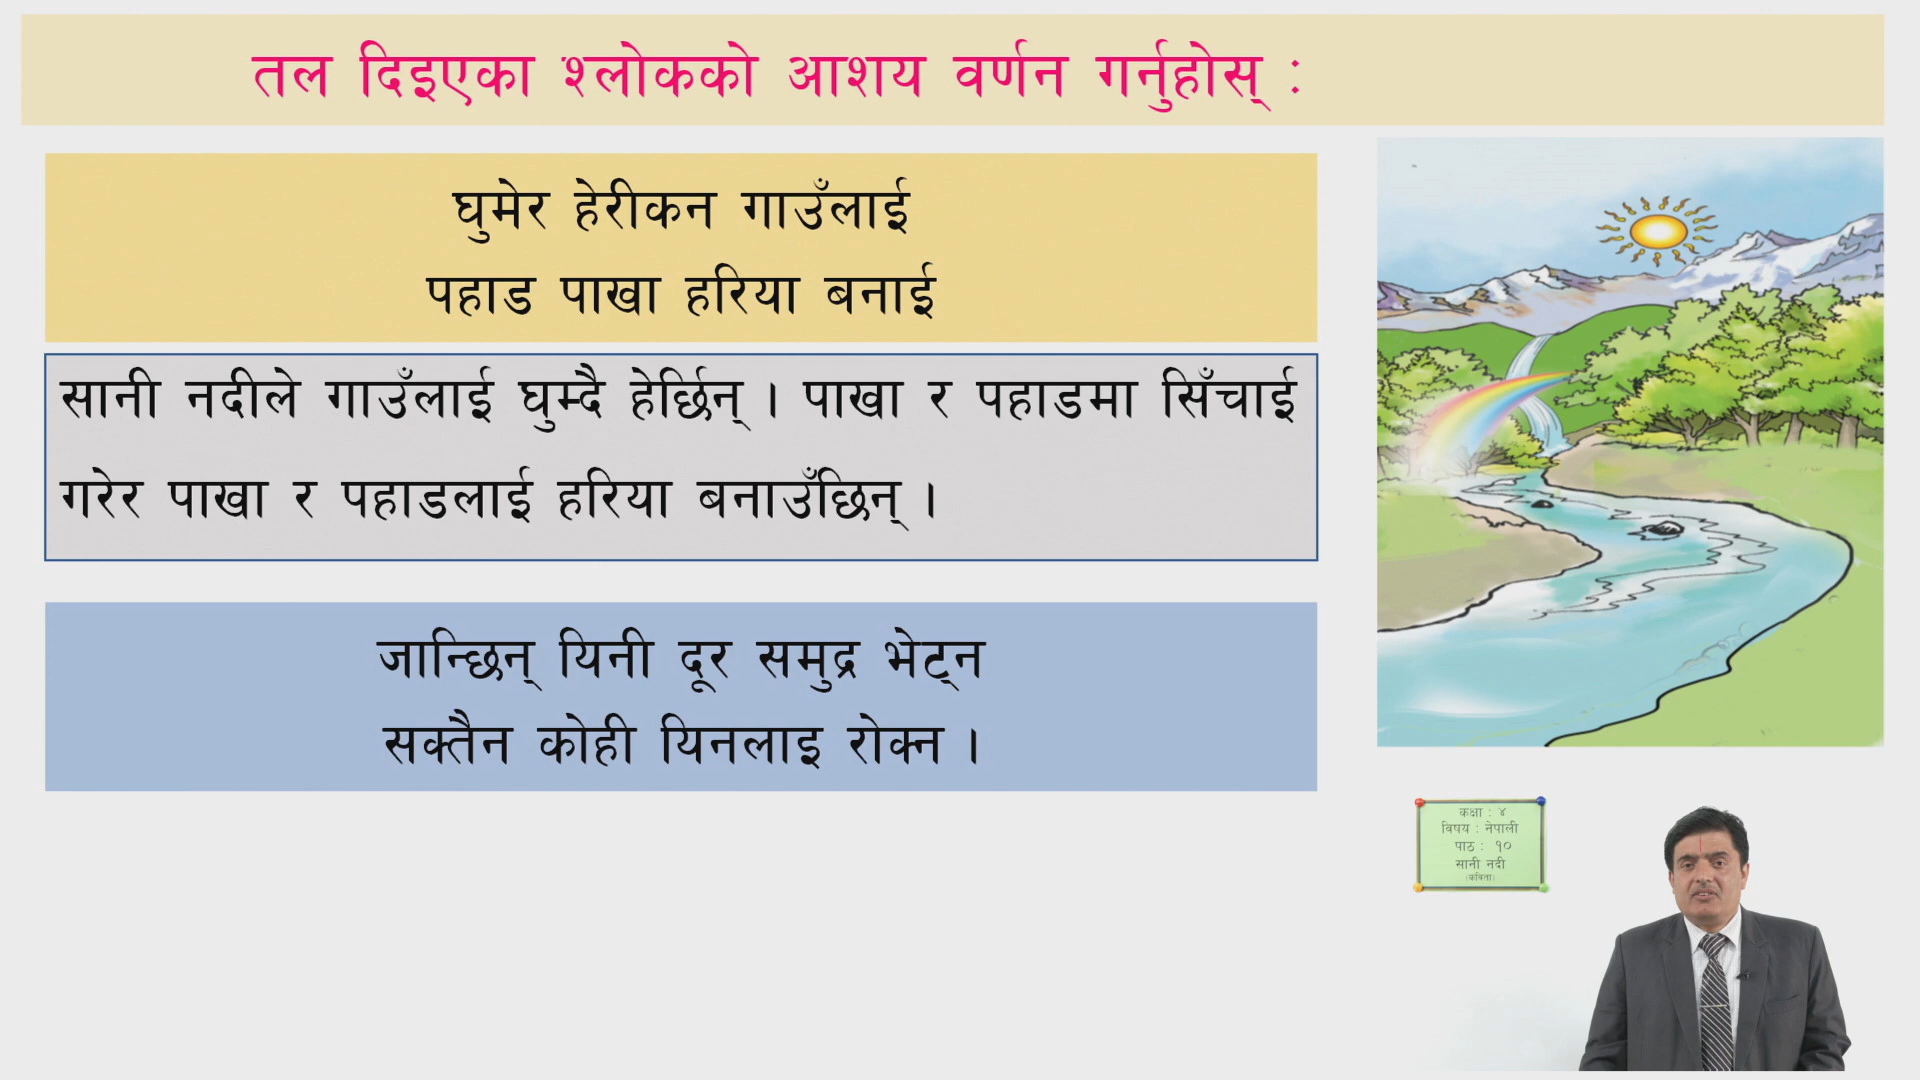 तल दिइएका श्लोकको आशय वर्णन गर्नुहोस् :
घुमेर हेरीकन गाउँलाई
पहाड पाखा हरिया बनाई
सानी नदीले गाउँलाई घुम्दै हेर्छिन् । पाखा र पहाडमा सिँचाई
गरेर पाखा र पहाडलाई हरिया बनाउँछिन् ।
जान्छिन् यिनी दूर समुद्र भेट्न
सक्तैन कोही यिनलाइ रोक्न ।
कक्षा : ४
विषय : नेपाली
पाठ : १०
सानी नदी
(कविता)